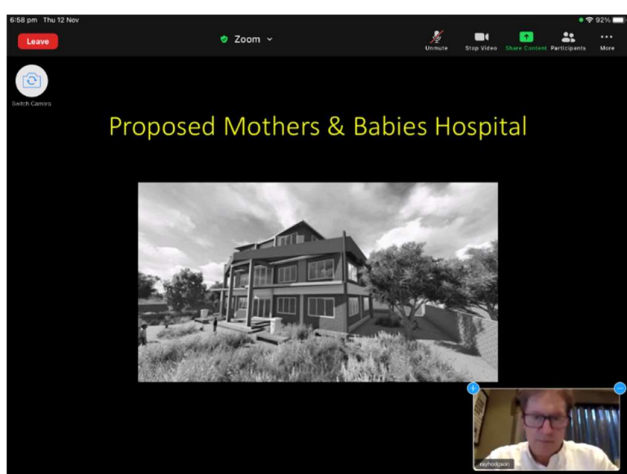 6:58 pm Thu 12 Nov
92%
Leave
Zoom
Unmute
Stop Video
Share Content
Participants
More
Switch Camera
Proposed Mothers & Babies Hospital
rayhodgson